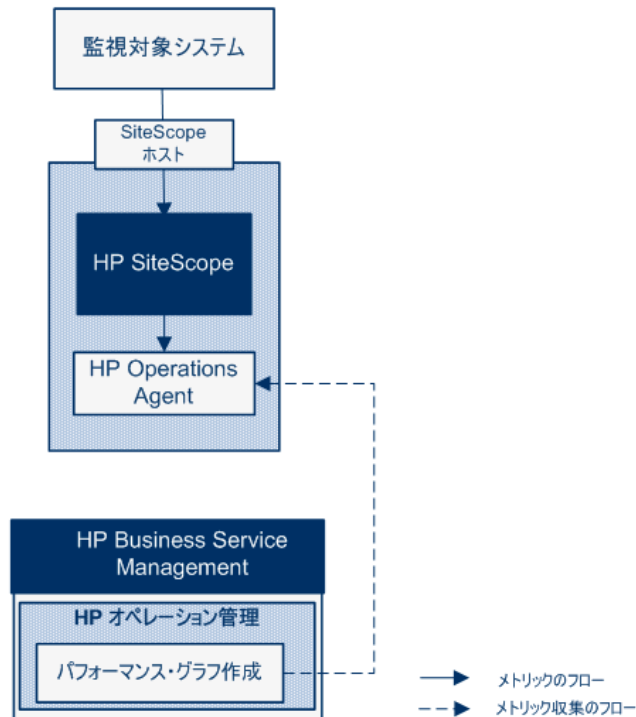 監視対象システム
SiteScope
ホスト
HP SiteScope
HP Operations
Agent
HP Business Service
Management
HP オペレーション管理
パフォーマンス・グラフ作成
メトリックのフロー
メトリック収集のフロー